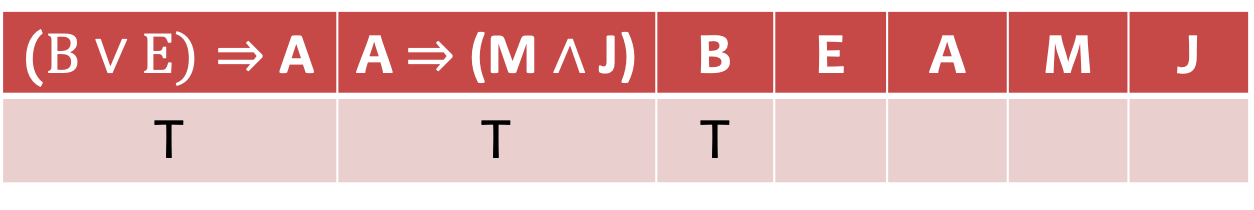 (B ∨ E) ⇒ A A ⇒ (M ∧ J) B E A M J
T T T